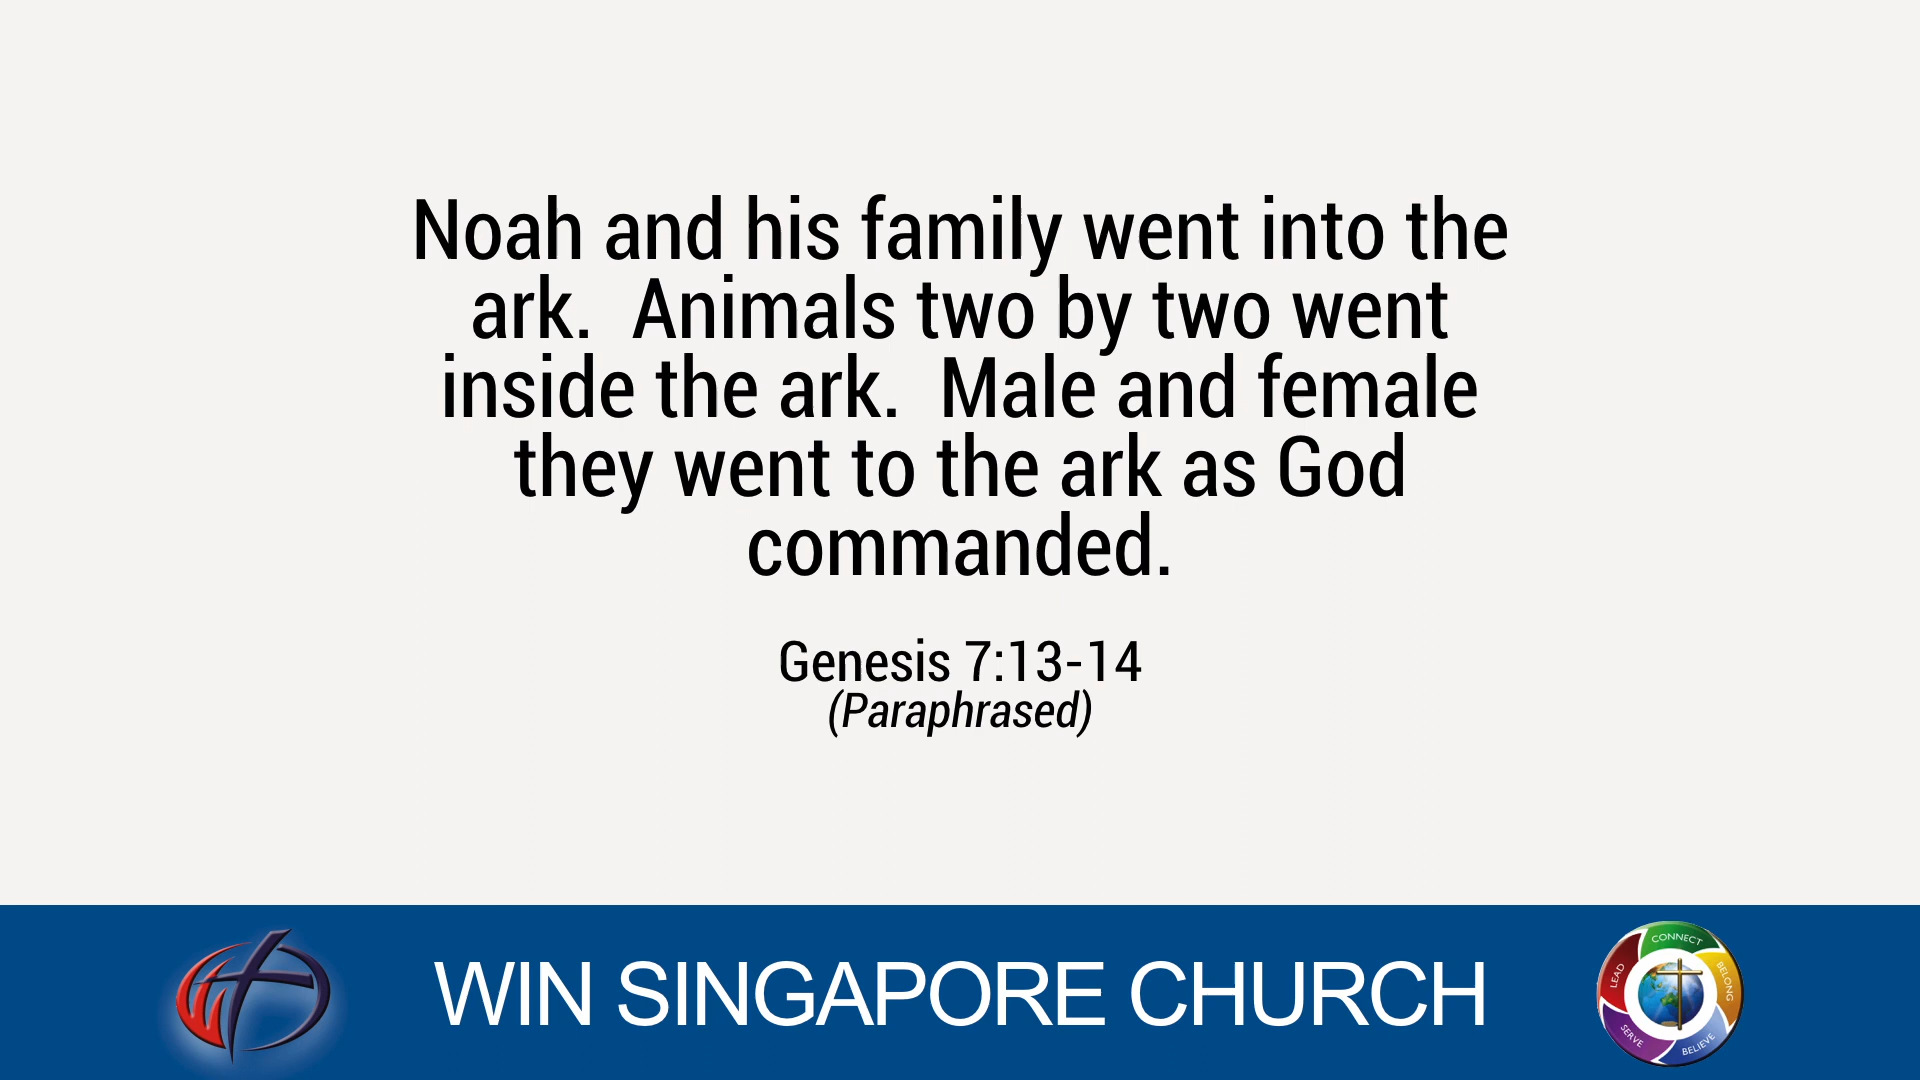 Noah and his family went into the
ark.  Animals two by two went
inside the ark.  Male and female
they went to the ark as God
commanded.
Genesis 7:13-14
(Paraphrased)
WIN SINGAPORE CHURCH
CONNECT
BELONG
BELIEVE
SERVE
LEAD